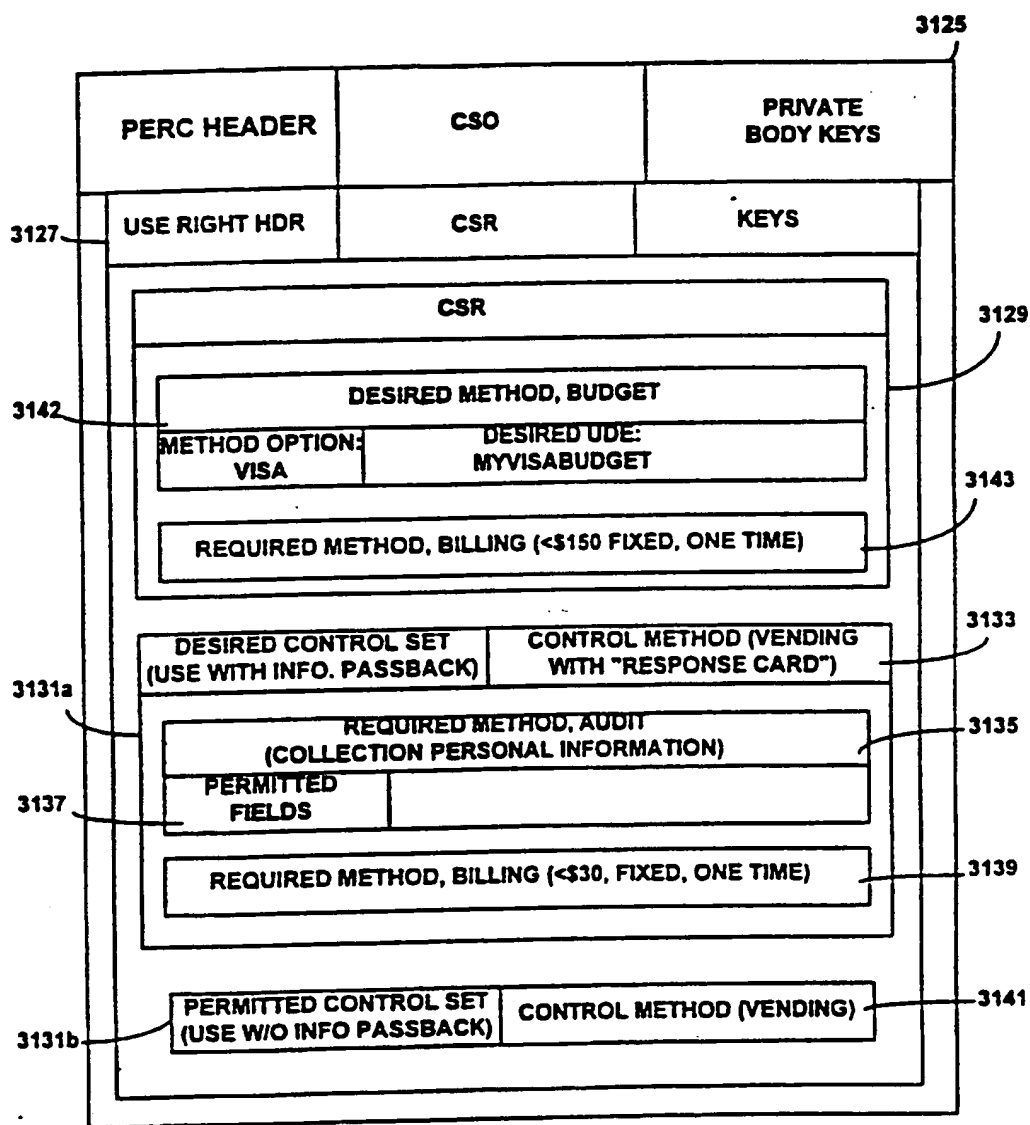 3125
PERC HEADER
CSO
PRIVATE
BODY KEYS
3127
USE RIGHT HDR
CSR
KEYS
CSR
3129
DESIRED METHOD, BUDGET
3142
METHOD OPTION:
VISA
DESIRED UDE:
MYVISABUDGET
3143
REQUIRED METHOD, BILLING (<$150 FIXED, ONE TIME)
3133
DESIRED CONTROL SET
(USE WITH INFO. PASSBACK)
CONTROL METHOD (VENDING
WITH "RESPONSE CARD")
3131a
REQUIRED METHOD, AUDIT
(COLLECTION PERSONAL INFORMATION)
3135
3137
PERMITTED
FIELDS
REQUIRED METHOD, BILLING (<$30, FIXED, ONE TIME)
3139
PERMITTED CONTROL SET
(USE W/O INFO PASSBACK)
CONTROL METHOD (VENDING)
3141
3131b